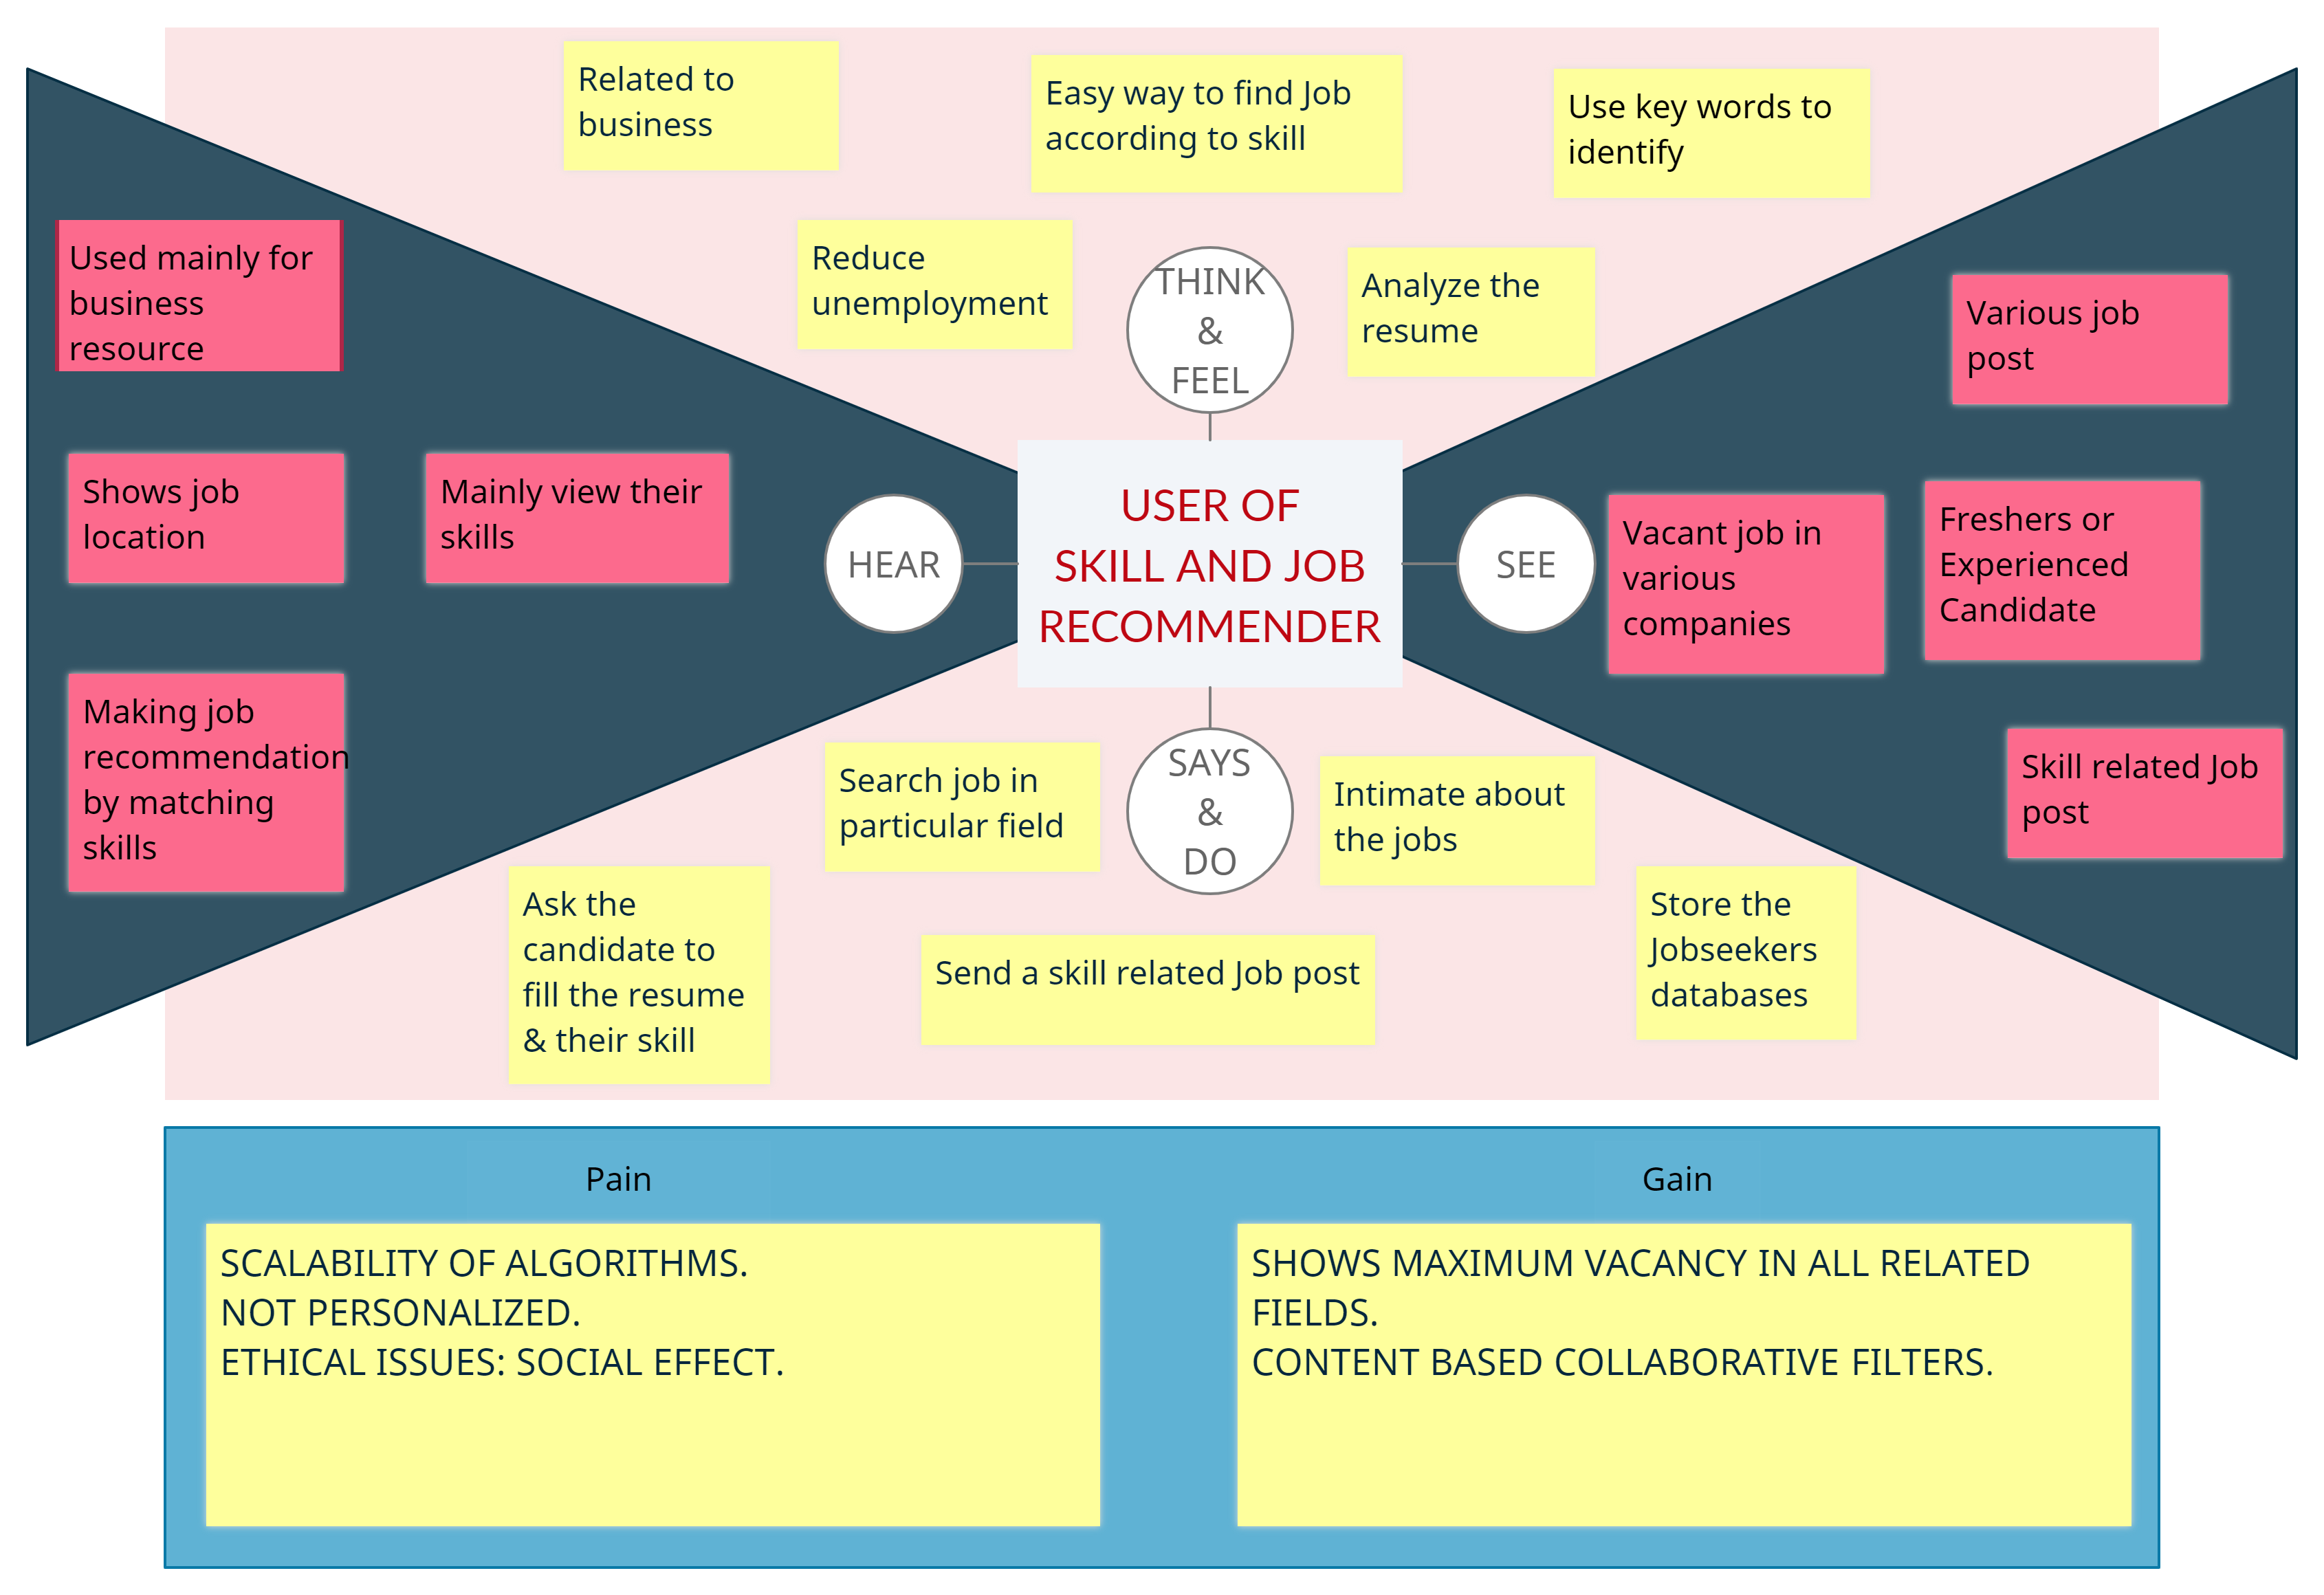 Related to
business
Easy way to find Job
according to skill
Use key words to
identify
Reduce
unemployment
THINK
&
FEEL
Analyze the
resume
Used mainly for
business
resource
Shows job
location
Mainly view their
skills
Making job
recommendation
by matching
skills
HEAR
USER OF
SKILL AND JOB
RECOMMENDER
SEE
Various job
post
Vacant job in
various
companies
Freshers or
Experienced
Candidate
Skill related Job
post
Search job in
particular field
SAYS
&
DO
Intimate about
the jobs
Ask the
candidate to
fill the resume
& their skill
Send a skill related Job post
Store the
Jobseekers
databases
Pain
SCALABILITY OF ALGORITHMS.
NOT PERSONALIZED.
ETHICAL ISSUES: SOCIAL EFFECT.
Gain
SHOWS MAXIMUM VACANCY IN ALL RELATED
FIELDS.
CONTENT BASED COLLABORATIVE FILTERS.